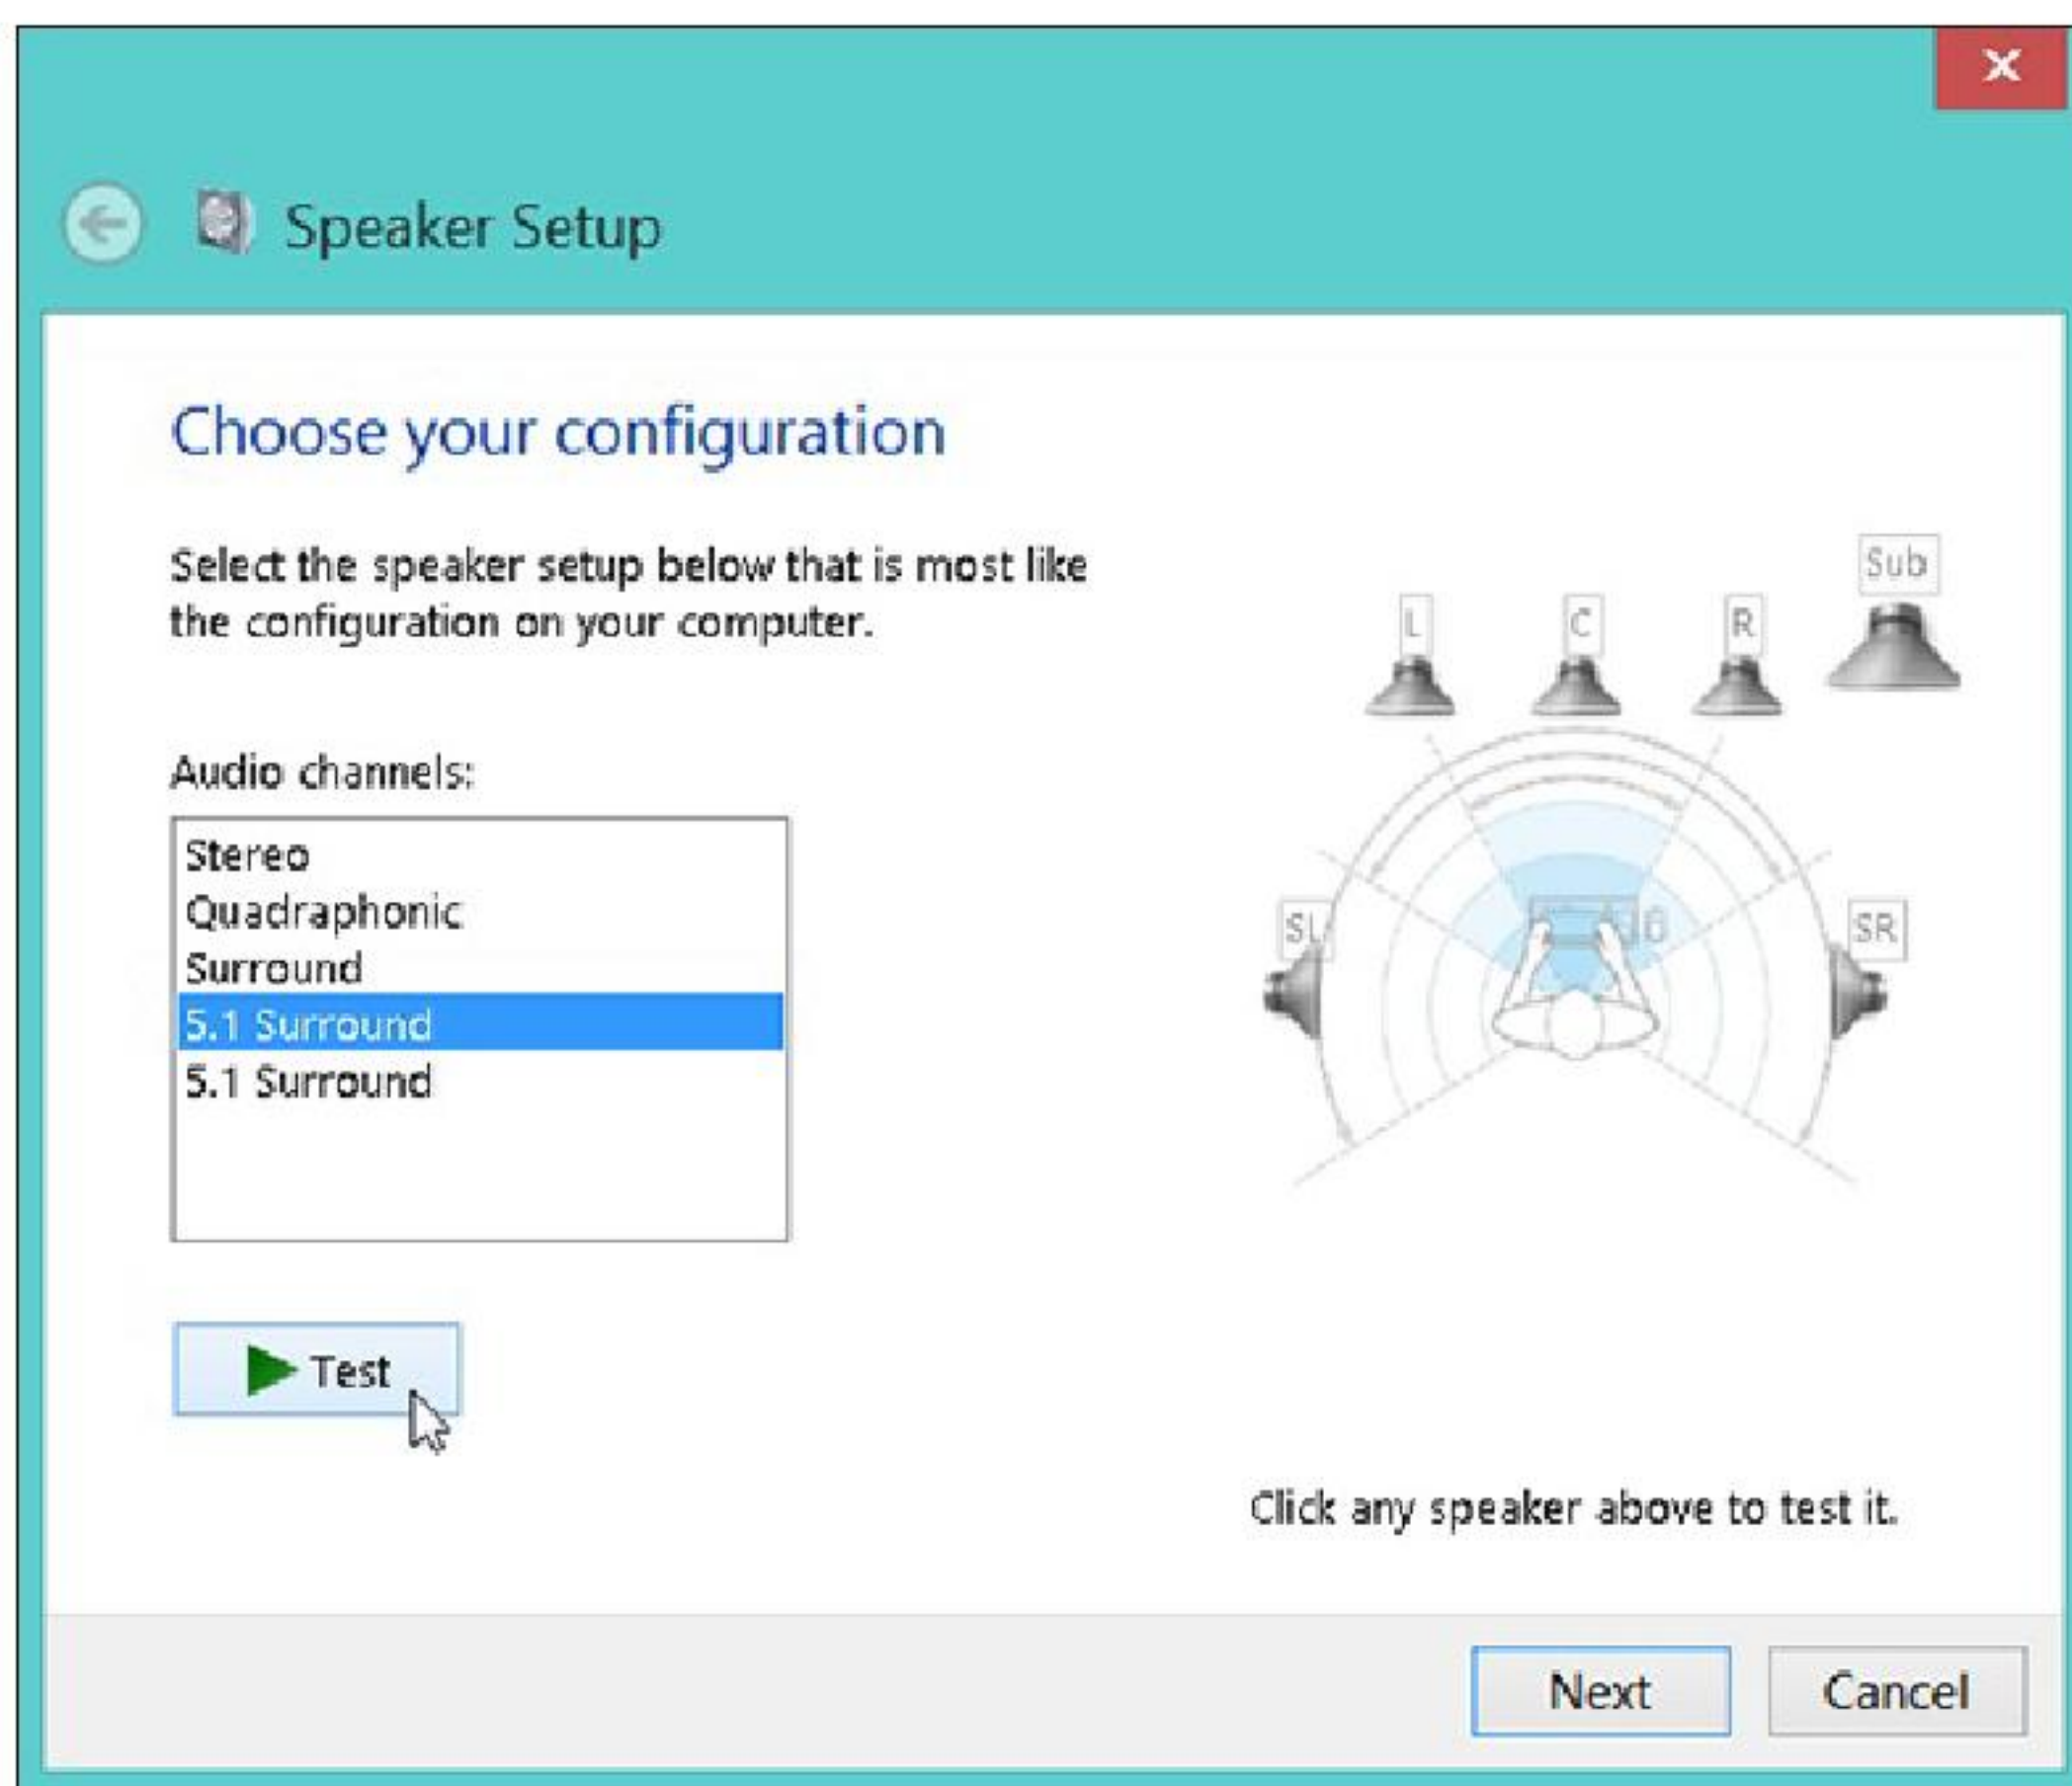 Speaker Setup
Choose your configuration
Select the speaker setup below that is most like
the configuration on your computer.
Audio channels:
Stereo
Quadraphonic
Surround
5.1 Surround
5.1 Surround
Test
Sub
L
C
R
SL
SR
Click any speaker above to test it.
Next
Cancel